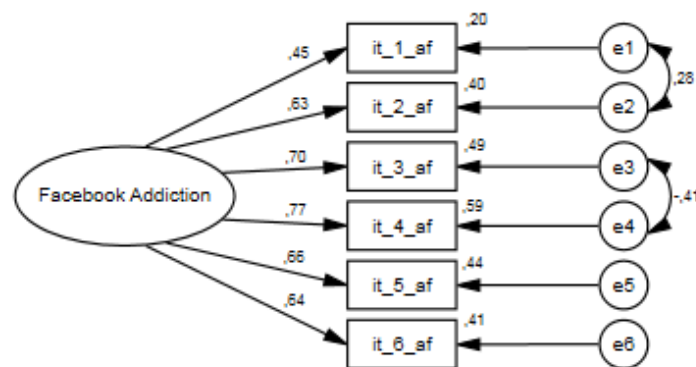 ,20
it_1_af
e1
,45
,28
,40
it_2_af
e2
,63
,49
it_3_af
e3
,70
-,41
Facebook Addiction
,59
it_4_af
e4
,77
,44
it_5_af
e5
,66
,41
it_6_af
e6
,64